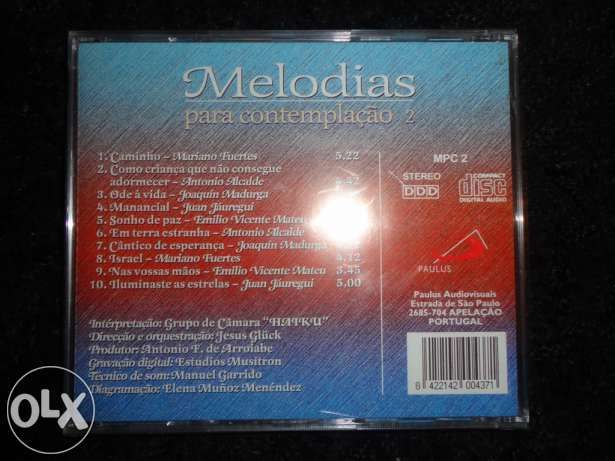 Melodias
para contemplação 2
1. Caminho – Mariano Fuertes 5.22
2. Como criança que não consegue
adormecer – Antonio Alcalde
3. Ode à vida – Joaquín Madurga
4. Manancial – Juan Jáuregui
5. Sonho de paz – Emilio Vicente Mateu
6. Em terra estranha – Antonio Alcalde
7. Cântico de esperança – Joaquín Madurga
8. Israel – Mariano Fuertes 4.12
9. Nas vossas mãos – Emilio Vicente Mateu 3.45
10. Iluminaste as estrelas – Juan Jáuregui 5.00
Intérpretação: Grupo de Câmara "HAIKU"
Direcção e orquestração: Jesus Glück
Produtor: Antonio F. de Arrolabe
Gravação digital: Estudios Musitron
Técnico de som: Manuel Garrido
Diagramação: Elena Muñoz Menéndez
MPC 2
STEREO
DDD
COMPACT
disc
DIGITAL AUDIO
PAULUS
Paulus Audiovisuais
Estrada de São Paulo
2685-704 APELAÇÃO
PORTUGAL
8 422142 004371
OLX